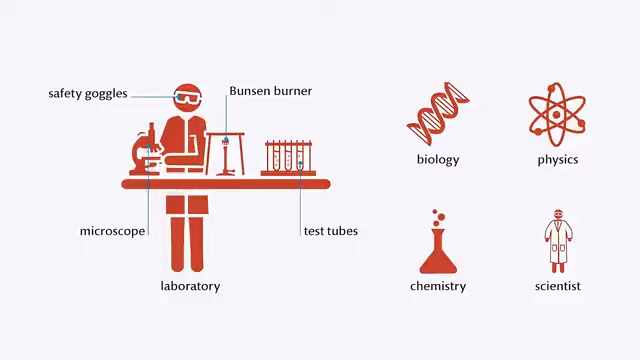 safety goggles
Bunsen burner
microscope
test tubes
laboratory
biology
physics
chemistry
scientist